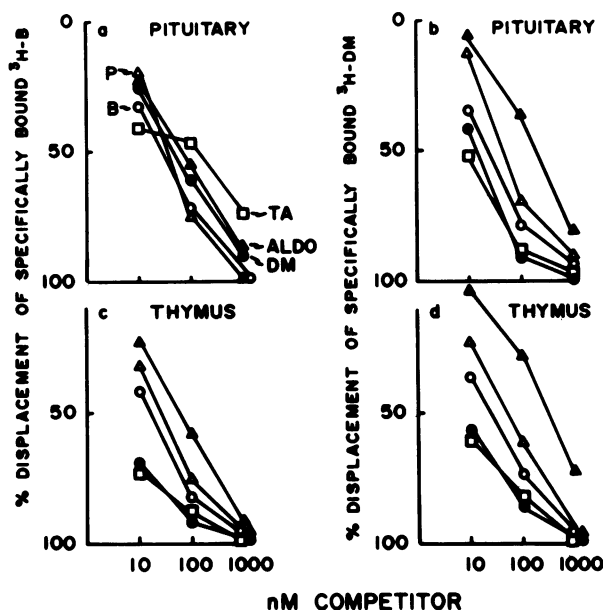 a PITUITARY
b PITUITARY
0
50
100
P
B
TA
ALDO
DM
0
50
100
c THYMUS
d THYMUS
50
100
50
100
10 100 1000
10 100 1000
nM COMPETITOR
% DISPLACEMENT OF SPECIFICALLY BOUND ³H-B
% DISPLACEMENT OF SPECIFICALLY BOUND ³H-DM